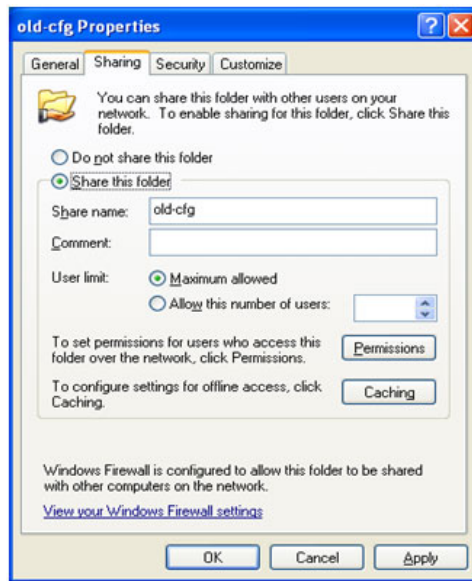 old-cfg Properties
General Sharing Security Customize
You can share this folder with other users on your
network. To enable sharing for this folder, click Share this
folder.
Do not share this folder
Share this folder
Share name: old-cfg
Comment:
User limit: Maximum allowed
Allow this number of users:
To set permissions for users who access this
folder over the network, click Permissions.
Permissions
To configure settings for offline access, click
Caching.
Caching
Windows Firewall is configured to allow this folder to be shared
with other computers on the network.
View your Windows Firewall settings
OK Cancel Apply